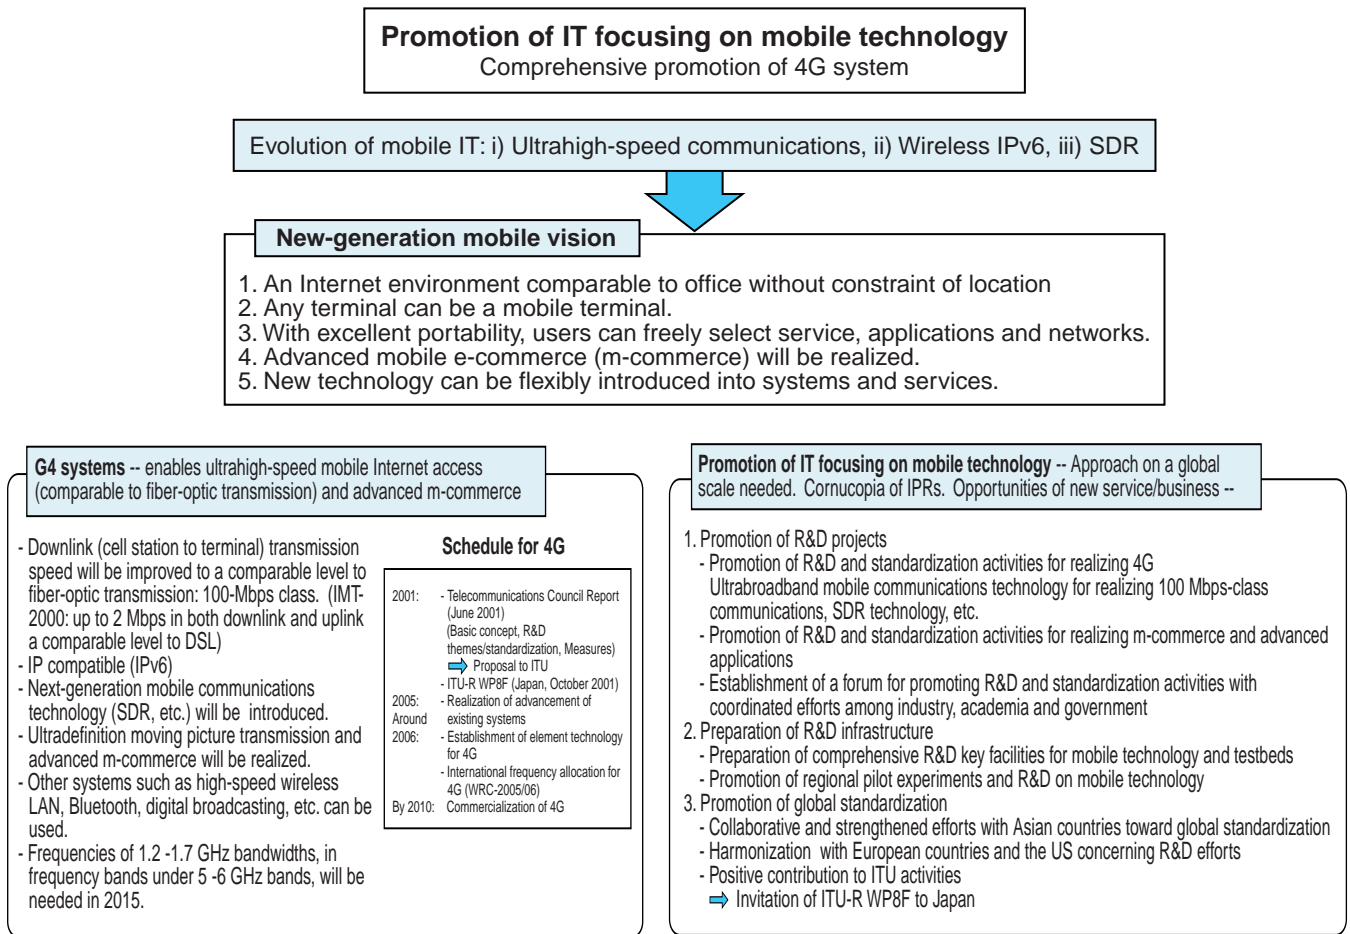 Promotion of IT focusing on mobile technology
Comprehensive promotion of 4G system
Evolution of mobile IT: i) Ultrahigh-speed communications, ii) Wireless IPv6, iii) SDR
New-generation mobile vision
1. An Internet environment comparable to office without constraint of location
2. Any terminal can be a mobile terminal.
3. With excellent portability, users can freely select service, applications and networks.
4. Advanced mobile e-commerce (m-commerce) will be realized.
5. New technology can be flexibly introduced into systems and services.
G4 systems -- enables ultrahigh-speed mobile Internet access
(comparable to fiber-optic transmission) and advanced m-commerce
- Downlink (cell station to terminal) transmission
speed will be improved to a comparable level to
fiber-optic transmission: 100-Mbps class. (IMT-
2000: up to 2 Mbps in both downlink and uplink
a comparable level to DSL)
- IP compatible (IPv6)
- Next-generation mobile communications
technology (SDR, etc.) will be introduced.
- Ultradefinition moving picture transmission and
advanced m-commerce will be realized.
- Other systems such as high-speed wireless
LAN, Bluetooth, digital broadcasting, etc. can be
used.
- Frequencies of 1.2 -1.7 GHz bandwidths, in
frequency bands under 5 -6 GHz bands, will be
needed in 2015.
Schedule for 4G
2001: - Telecommunications Council Report
(June 2001)
(Basic concept, R&D
themes/standardization, Measures)
Proposal to ITU
- ITU-R WP8F (Japan, October 2001)
2005: - Realization of advancement of
Around existing systems
2006: - Establishment of element technology
for 4G
- International frequency allocation for
4G (WRC-2005/06)
By 2010: Commercialization of 4G
Promotion of IT focusing on mobile technology -- Approach on a global
scale needed. Cornucopia of IPRs. Opportunities of new service/business --
1. Promotion of R&D projects
- Promotion of R&D and standardization activities for realizing 4G
Ultrabroadband mobile communications technology for realizing 100 Mbps-class
communications, SDR technology, etc.
- Promotion of R&D and standardization activities for realizing m-commerce and advanced
applications
- Establishment of a forum for promoting R&D and standardization activities with
coordinated efforts among industry, academia and government
2. Preparation of R&D infrastructure
- Preparation of comprehensive R&D key facilities for mobile technology and testbeds
- Promotion of regional pilot experiments and R&D on mobile technology
3. Promotion of global standardization
- Collaborative and strengthened efforts with Asian countries toward global standardization
- Harmonization with European countries and the US concerning R&D efforts
- Positive contribution to ITU activities
Invitation of ITU-R WP8F to Japan